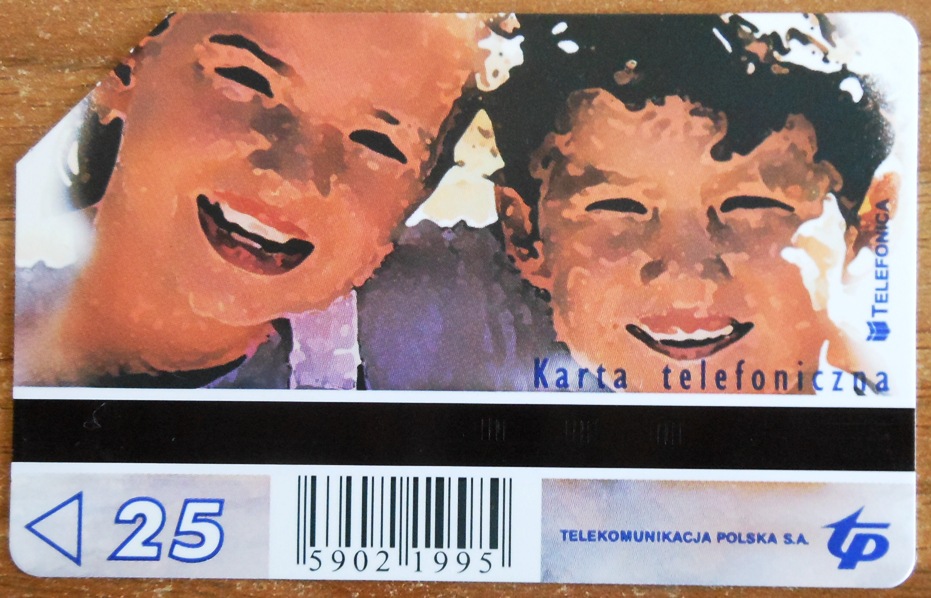 TELEFONICA
Karta telefoniczna
25
5902 1995
TELEKOMUNIKACJA POLSKA S.A.
tp